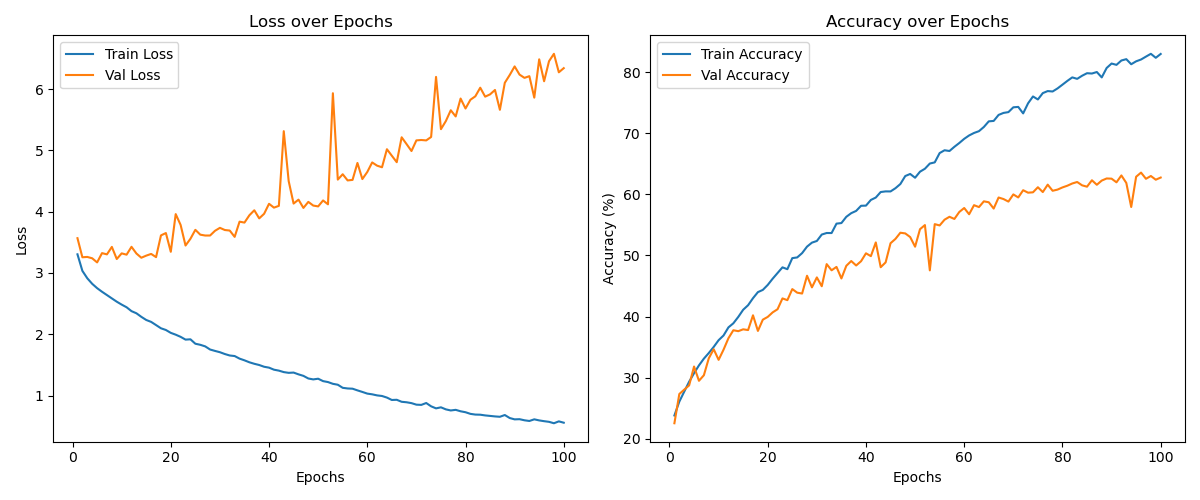 Loss over Epochs
Train Loss
Val Loss
Loss
6
5
4
3
2
1
0
20
40
60
80
100
Epochs
Accuracy over Epochs
Train Accuracy
Val Accuracy
Accuracy (%)
80
70
60
50
40
30
20
0
20
40
60
80
100
Epochs